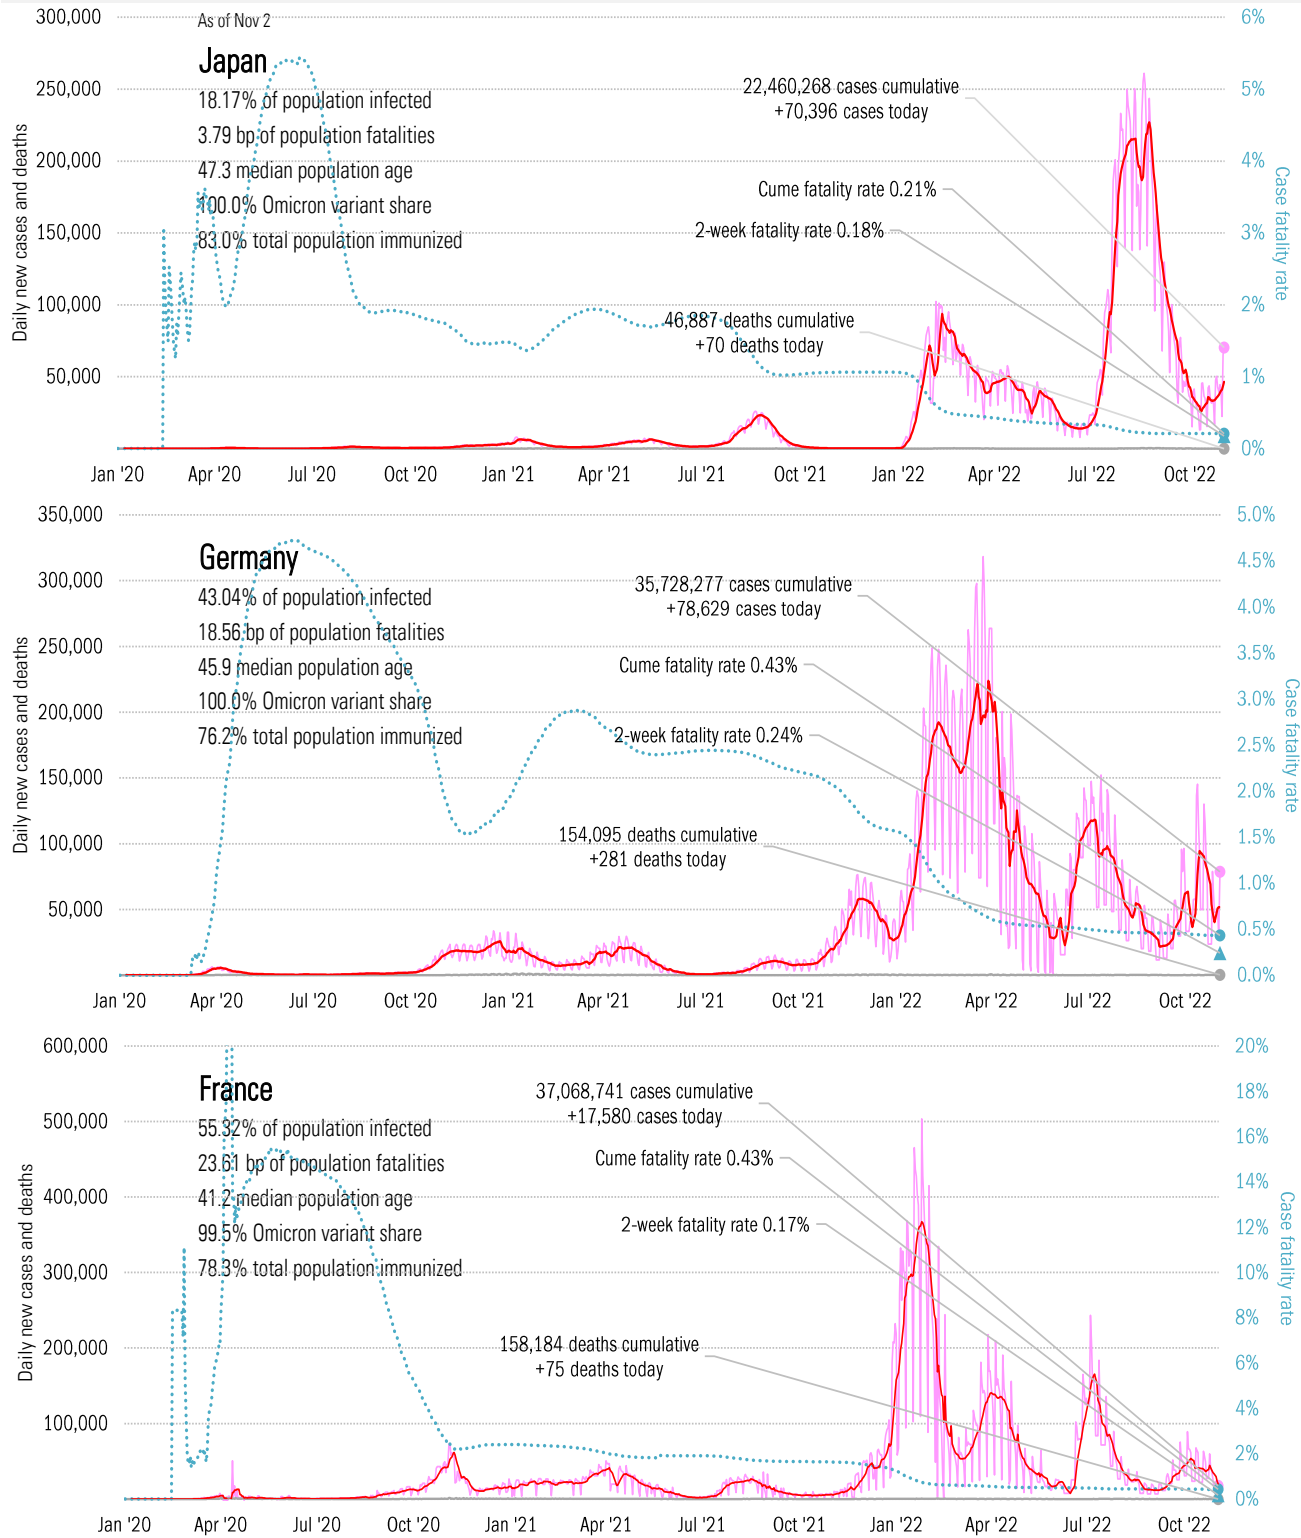 As of Nov 2
Japan
18.17% of population infected
3.79 bp of population fatalities
47.3 median population age
100.0% Omicron variant share
83.0% total population immunized
22,460,268 cases cumulative
+70,396 cases today
Cume fatality rate 0.21%
2-week fatality rate 0.18%
46,887 deaths cumulative
+70 deaths today
Daily new cases and deaths
300,000
250,000
200,000
150,000
100,000
50,000
6%
5%
4%
3%
2%
1%
0%
Case fatality rate
Jan '20 Apr '20 Jul '20 Oct '20 Jan '21 Apr '21 Jul '21 Oct '21 Jan '22 Apr '22 Jul '22 Oct '22
Germany
43.04% of population infected
18.56 bp of population fatalities
45.9 median population age
100.0% Omicron variant share
76.2% total population immunized
35,728,277 cases cumulative
+78,629 cases today
Cume fatality rate 0.43%
2-week fatality rate 0.24%
154,095 deaths cumulative
+281 deaths today
Daily new cases and deaths
350,000
300,000
250,000
200,000
150,000
100,000
50,000
5.0%
4.5%
4.0%
3.5%
3.0%
2.5%
2.0%
1.5%
1.0%
0.5%
0.0%
Case fatality rate
Jan '20 Apr '20 Jul '20 Oct '20 Jan '21 Apr '21 Jul '21 Oct '21 Jan '22 Apr '22 Jul '22 Oct '22
France
55.32% of population infected
23.61 bp of population fatalities
41.2 median population age
99.5% Omicron variant share
78.3% total population immunized
37,068,741 cases cumulative
+17,580 cases today
Cume fatality rate 0.43%
2-week fatality rate 0.17%
158,184 deaths cumulative
+75 deaths today
Daily new cases and deaths
600,000
500,000
400,000
300,000
200,000
100,000
20%
18%
16%
14%
12%
10%
8%
6%
4%
2%
0%
Case fatality rate
Jan '20 Apr '20 Jul '20 Oct '20 Jan '21 Apr '21 Jul '21 Oct '21 Jan '22 Apr '22 Jul '22 Oct '22